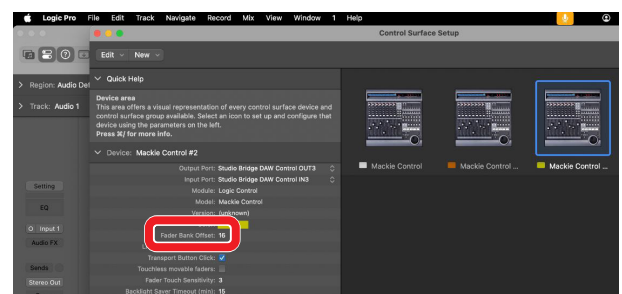 Logic Pro File Edit Track Navigate Record Mix View Window 1 Help
Control Surface Setup
Edit New
Quick Help
Region: Audio Def
Device area
This area offers a visual representation of every control surface device and
control surface group available. Select an icon to set up and configure that
device using the parameters on the left.
Press ⌘/ for more info.
Track: Audio 1
Device: Mackie Control #2
Mackie Control
Mackie Control ...
Mackie Control ...
Output Port: Studio Bridge DAW Control OUT3
Input Port: Studio Bridge DAW Control IN3
Setting
Module: Logic Control
Model: Mackie Control
EQ
Version: (unknown)
Input 1
Fader Bank Offset: 16
Audio FX
Transport Button Click:
Sends
Touchless movable faders:
Stereo Out
Fader Touch Sensitivity: 3
Backlight Saver Timeout (min): 15